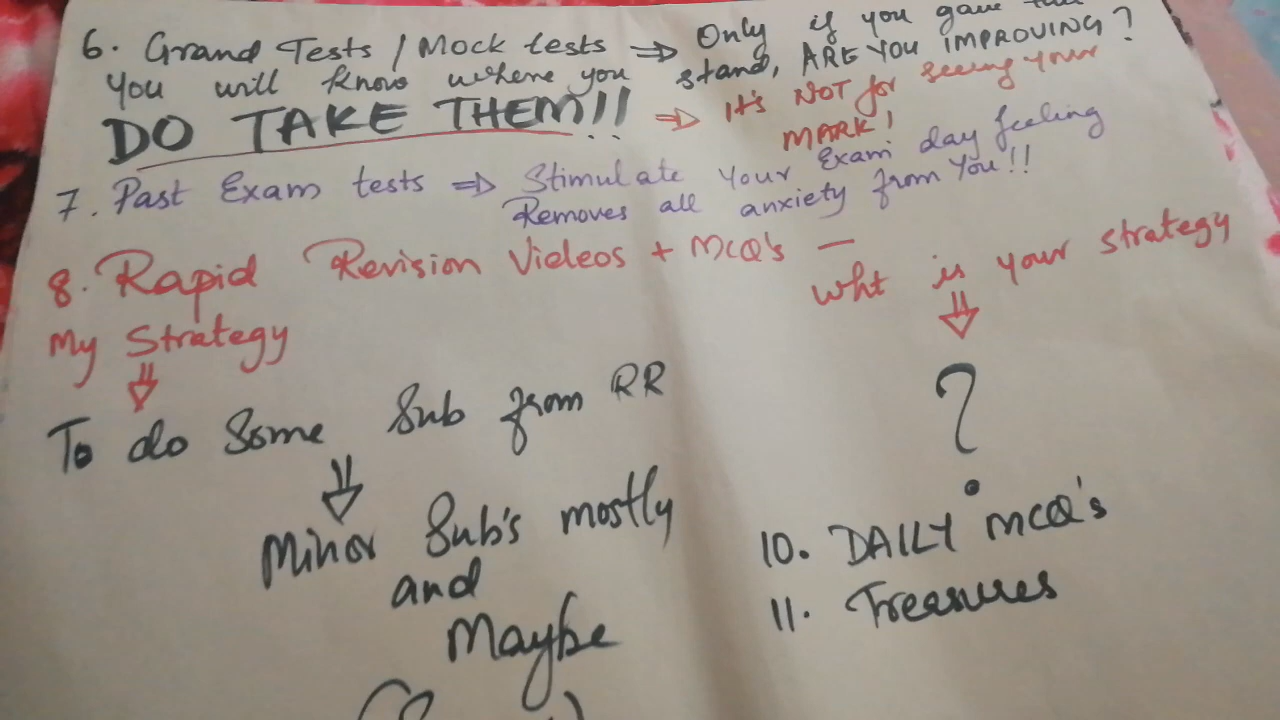 6. Grand Tests / Mock tests ⇒ Only if you gave
You will know where you stand, ARE YOU IMPROVING?
DO TAKE THEM!! ⇒ It's NOT for seeing your
MARK!
7. Past Exam tests ⇒ Stimulate your Exam day feeling
Removes all anxiety from You!!
8. Rapid Revision Videos + MCQ's —
My Strategy
⇓
To do Some Sub from RR
⇓
Minor Sub's mostly
and
Maybe
wht is your strategy
⇓
?
10. DAILY MCQ's
11. Treasures